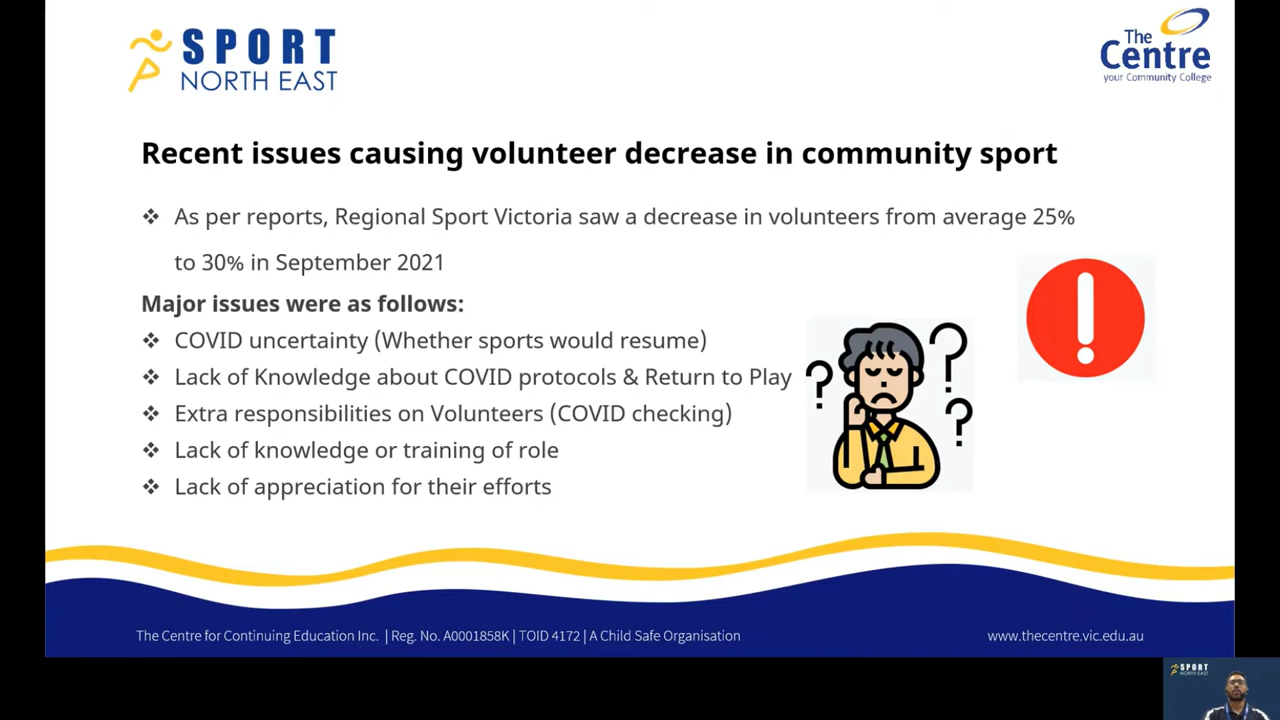 SPORT
NORTH EAST
The
Centre
your Community College
Recent issues causing volunteer decrease in community sport
❖ As per reports, Regional Sport Victoria saw a decrease in volunteers from average 25%
to 30% in September 2021
Major issues were as follows:
❖ COVID uncertainty (Whether sports would resume)
❖ Lack of Knowledge about COVID protocols & Return to Play
❖ Extra responsibilities on Volunteers (COVID checking)
❖ Lack of knowledge or training of role
❖ Lack of appreciation for their efforts
? ? ?
!
The Centre for Continuing Education Inc. | Reg. No. A0001858K | TOID 4172 | A Child Safe Organisation
www.thecentre.vic.edu.au
SPORT
NORTH EAST